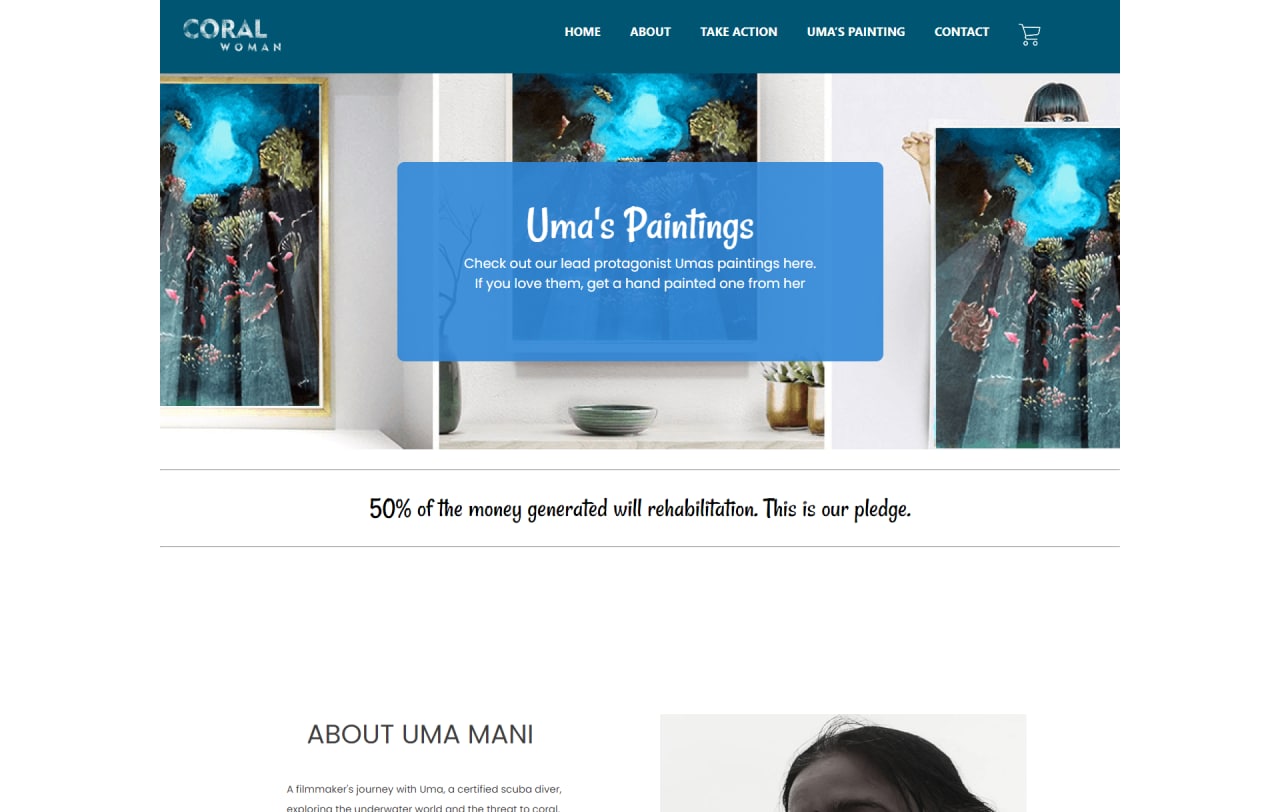 CORAL
WOMAN
HOME ABOUT TAKE ACTION UMA'S PAINTING CONTACT
Uma's Paintings
Check out our lead protagonist Umas paintings here.
If you love them, get a hand painted one from her
50% of the money generated will rehabilitation. This is our pledge.
ABOUT UMA MANI
A filmmaker's journey with Uma, a certified scuba diver,
exploring the underwater world and the threat to coral.